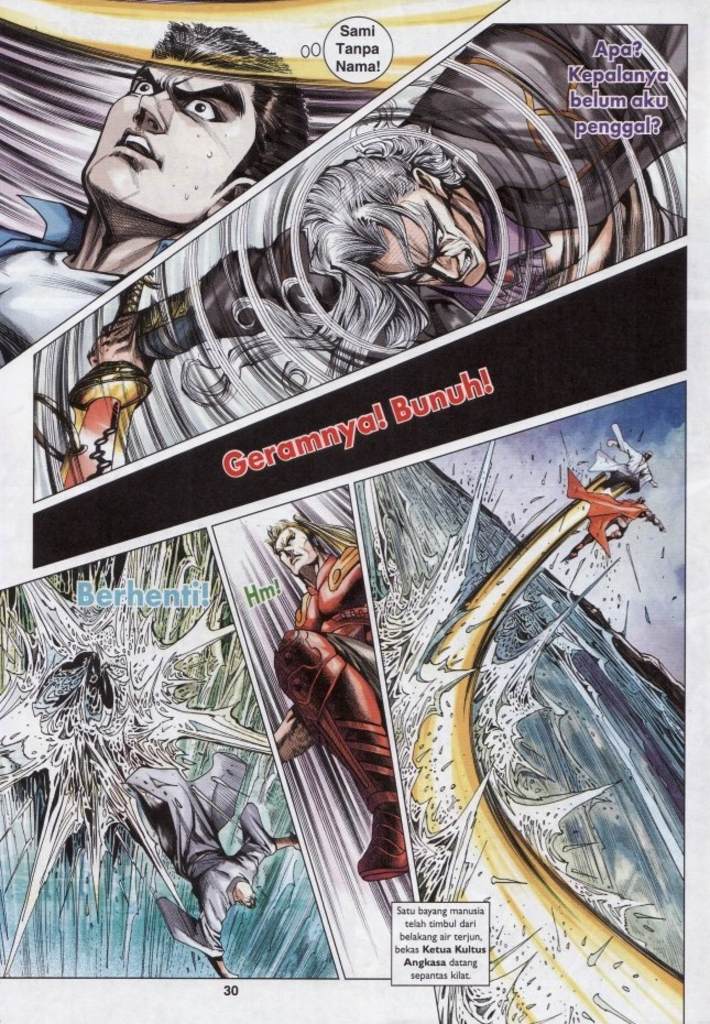 Sami
Tanpa
Nama!
Apa?
Kepalanya
belum aku
penggal?
Geramnya! Bunuh!
Berhenti!
Hm!
Satu bayang manusia
telah timbul dari
belakang air terjun,
bekas Ketua Kultus
Angkasa datang
sepantas kilat.
30